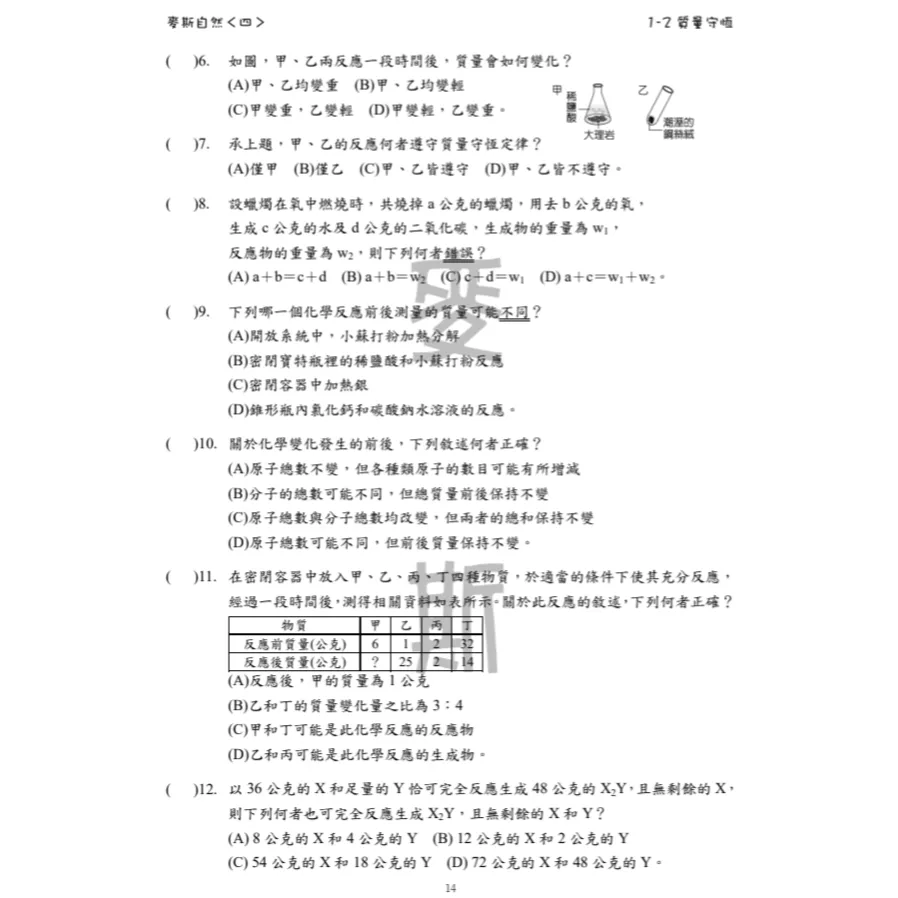 麥斯自然<四>　1-2 質量守恆
(　)6.　如圖，甲、乙兩反應一段時間後，質量會如何變化？
(A)甲、乙均變重　(B)甲、乙均變輕
(C)甲變重，乙變輕　(D)甲變輕，乙變重。
甲　稀鹽酸　大理岩　乙　潮溼的鋼絲絨
(　)7.　承上題，甲、乙的反應何者遵守質量守恆定律？
(A)僅甲　(B)僅乙　(C)甲、乙皆遵守　(D)甲、乙皆不遵守。
(　)8.　設蠟燭在氧中燃燒時，共燒掉 a 公克的蠟燭，用去 b 公克的氧，
生成 c 公克的水及 d 公克的二氧化碳，生成物的重量為 w₁，
反應物的重量為 w₂，則下列何者錯誤？
(A) a＋b＝c＋d　(B) a＋b＝w₂　(C) c＋d＝w₁　(D) a＋c＝w₁＋w₂。
(　)9.　下列哪一個化學反應前後測量的質量可能不同？
(A)開放系統中，小蘇打粉加熱分解
(B)密閉寶特瓶裡的稀鹽酸和小蘇打粉反應
(C)密閉容器中加熱銀
(D)錐形瓶內氯化鈣和碳酸鈉水溶液的反應。
(　)10.　關於化學變化發生的前後，下列敘述何者正確？
(A)原子總數不變，但各種類原子的數目可能有所增減
(B)分子的總數可能不同，但總質量前後保持不變
(C)原子總數與分子總數均改變，但兩者的總和保持不變
(D)原子總數可能不同，但前後質量保持不變。
(　)11.　在密閉容器中放入甲、乙、丙、丁四種物質，於適當的條件下使其充分反應，
經過一段時間後，測得相關資料如表所示。關於此反應的敘述，下列何者正確？
物質　甲　乙　丙　丁
反應前質量(公克)　6　1　2　32
反應後質量(公克)　?　25　2　14
(A)反應後，甲的質量為 1 公克
(B)乙和丁的質量變化量之比為 3：4
(C)甲和丁可能是此化學反應的反應物
(D)乙和丙可能是此化學反應的生成物。
(　)12.　以 36 公克的 X 和足量的 Y 恰可完全反應生成 48 公克的 X₂Y，且無剩餘的 X，
則下列何者也可完全反應生成 X₂Y，且無剩餘的 X 和 Y？
(A) 8 公克的 X 和 4 公克的 Y　(B) 12 公克的 X 和 2 公克的 Y
(C) 54 公克的 X 和 18 公克的 Y　(D) 72 公克的 X 和 48 公克的 Y。
14
麥
斯